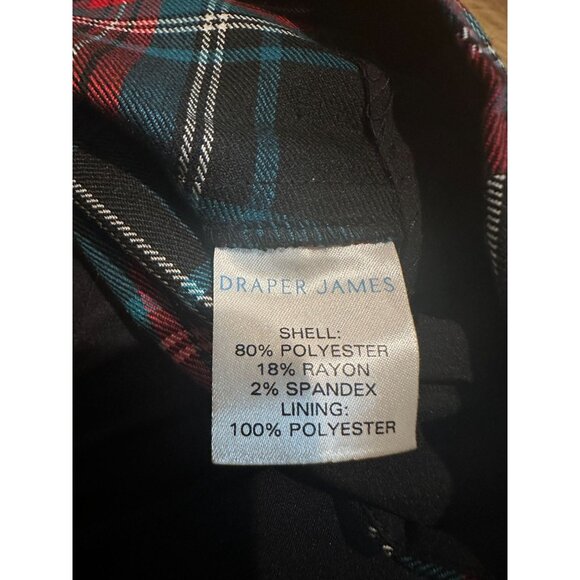 DRAPER JAMES
SHELL:
80% POLYESTER
18% RAYON
2% SPANDEX
LINING:
100% POLYESTER